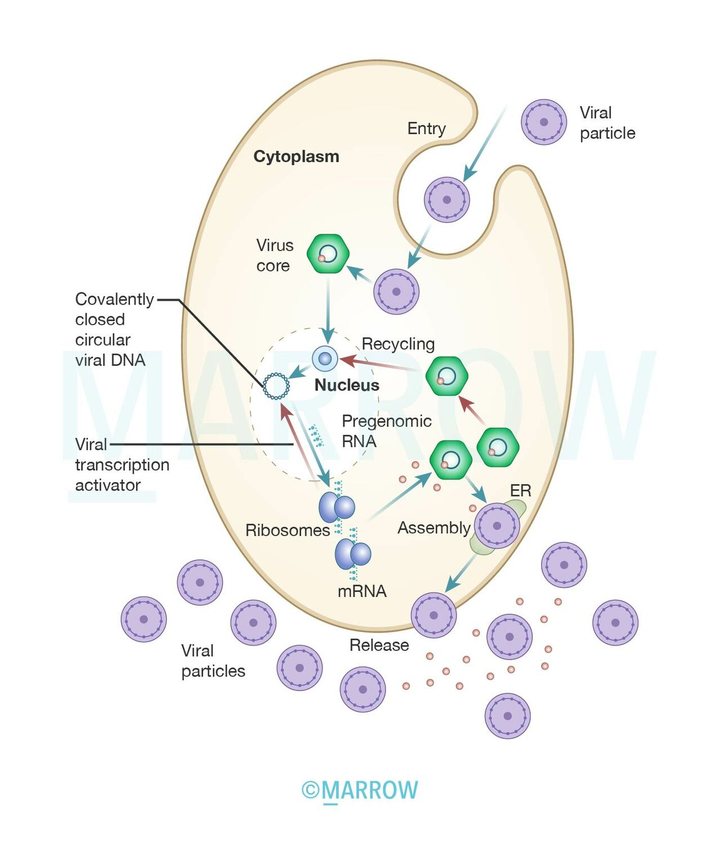 Entry
Viral
particle
Cytoplasm
Virus
core
Covalently
closed
circular
viral DNA
Recycling
Nucleus
Pregenomic
RNA
Viral
transcription
activator
ER
Ribosomes
Assembly
mRNA
Release
Viral
particles
MARROW
©MARROW